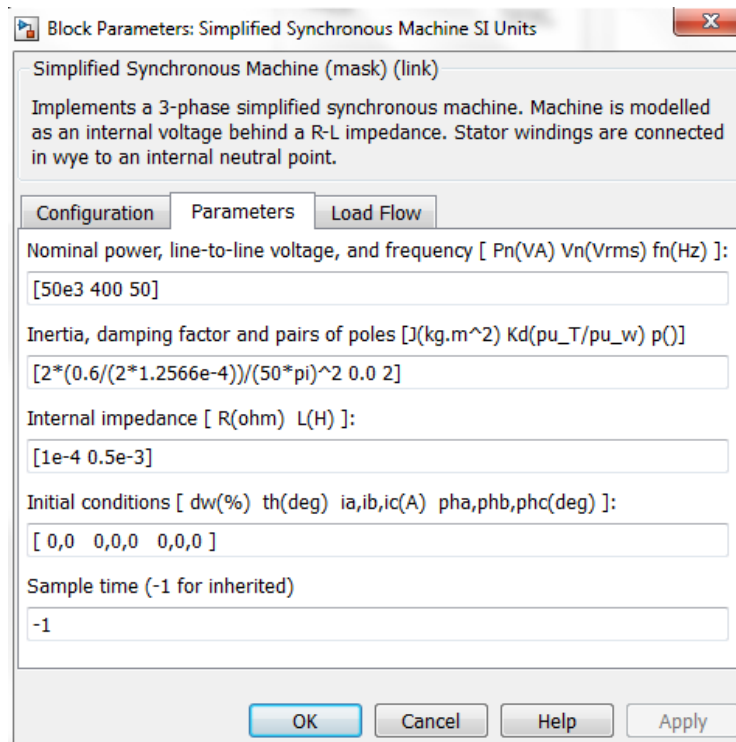 Block Parameters: Simplified Synchronous Machine SI Units
Simplified Synchronous Machine (mask) (link)
Implements a 3-phase simplified synchronous machine. Machine is modelled
as an internal voltage behind a R-L impedance. Stator windings are connected
in wye to an internal neutral point.
Configuration Parameters Load Flow
Nominal power, line-to-line voltage, and frequency [ Pn(VA) Vn(Vrms) fn(Hz) ]:
[50e3 400 50]
Inertia, damping factor and pairs of poles [J(kg.m^2) Kd(pu_T/pu_w) p()]
[2*(0.6/(2*1.2566e-4))/(50*pi)^2 0.0 2]
Internal impedance [ R(ohm) L(H) ]:
[1e-4 0.5e-3]
Initial conditions [ dw(%) th(deg) ia,ib,ic(A) pha,phb,phc(deg) ]:
[ 0,0 0,0,0 0,0,0 ]
Sample time (-1 for inherited)
-1
OK Cancel Help Apply